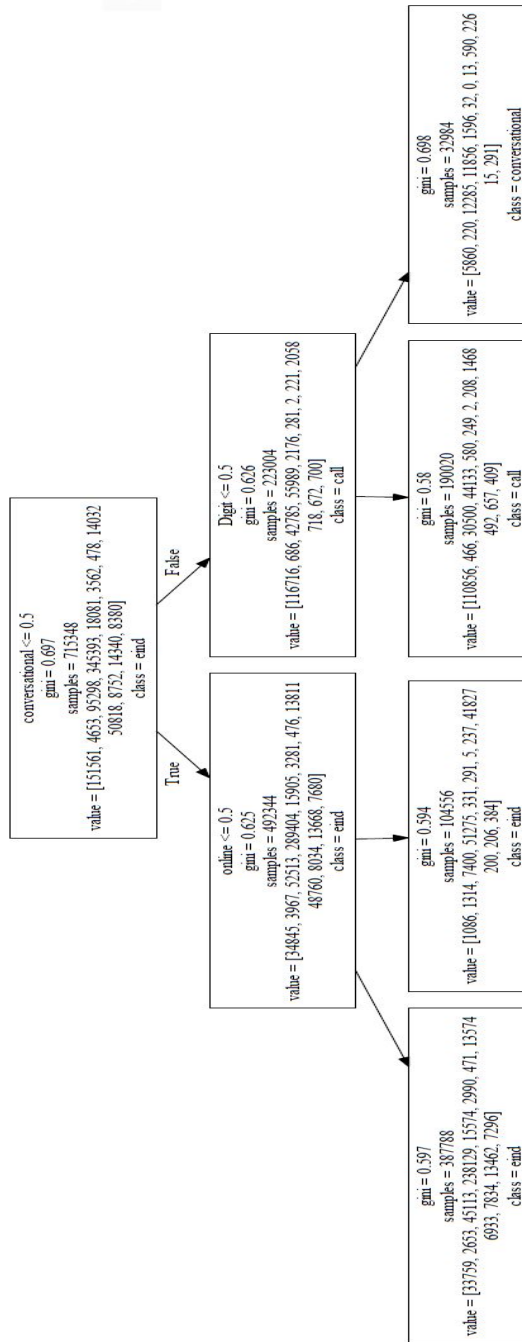 conversational <= 0.5
gini = 0.697
samples = 715348
value = [151561, 4653, 95298, 345393, 18081, 3562, 478, 14032
50818, 8752, 14340, 8380]
class = eind
True
False
online <= 0.5
gini = 0.625
samples = 492344
value = [34845, 3967, 52513, 289404, 15905, 3281, 476, 13811
48760, 8034, 13668, 7680]
class = eind
Digit <= 0.5
gini = 0.626
samples = 223004
value = [116716, 686, 42785, 55989, 2176, 281, 2, 221, 2058
718, 672, 700]
class = call
gini = 0.597
samples = 387788
value = [33759, 2653, 45113, 238129, 15574, 2990, 471, 13574
6933, 7834, 13462, 7296]
class = eind
gini = 0.594
samples = 104556
value = [1086, 1314, 7400, 51275, 331, 291, 5, 237, 41827
200, 206, 384]
class = eind
gini = 0.58
samples = 190020
value = [110856, 466, 30500, 44133, 580, 249, 2, 208, 1468
492, 657, 409]
class = call
gini = 0.698
samples = 32984
value = [5860, 220, 12285, 11856, 1596, 32, 0, 13, 590, 226
15, 291]
class = conversational